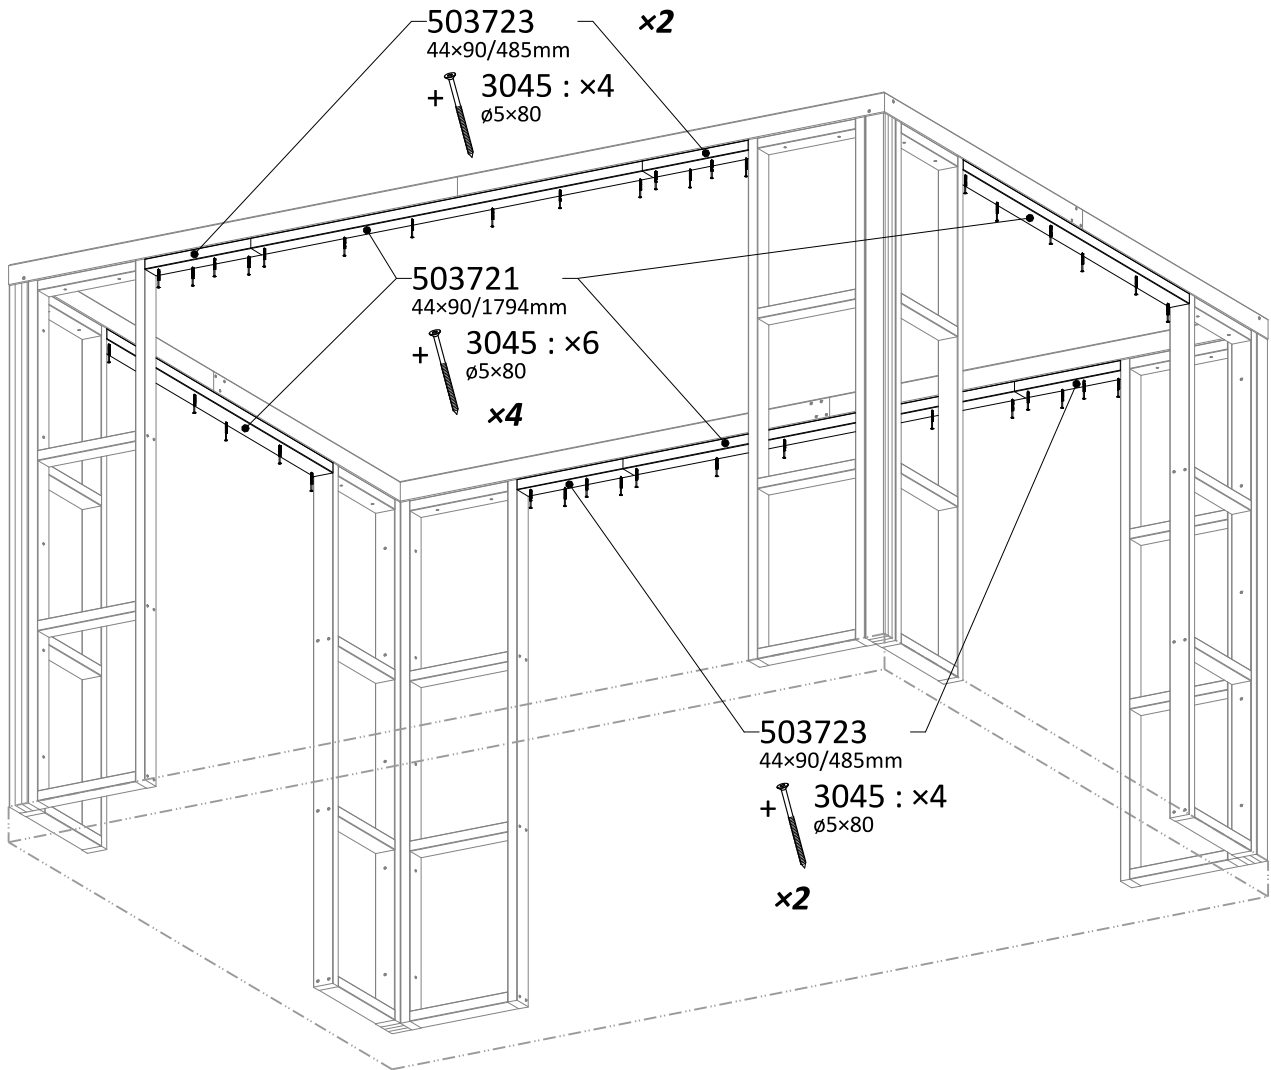 503723 ×2
44×90/485mm
+ 3045 : ×4
ø5×80
503721
44×90/1794mm
+ 3045 : ×6
ø5×80
×4
503723
44×90/485mm
+ 3045 : ×4
ø5×80
×2